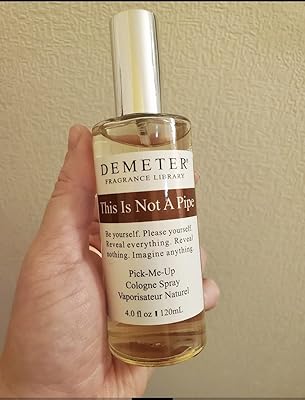 DEMETER®
FRAGRANCE LIBRARY
This Is Not A Pipe
Be yourself. Please yourself.
Reveal everything. Reveal
nothing. Imagine anything.
Pick-Me-Up
Cologne Spray
Vaporisateur Naturel
4.0 fl oz I 120mL